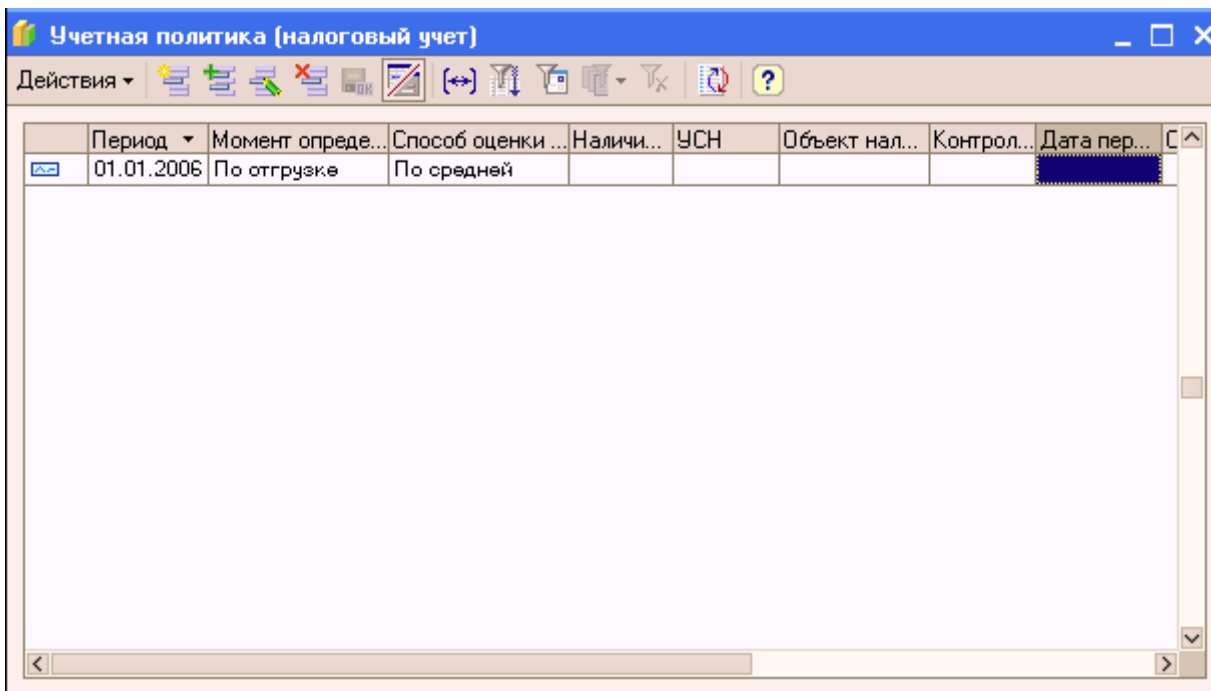 Учетная политика (налоговый учет)
Действия
Период Момент опреде... Способ оценки ... Наличи... УСН Объект нал... Контрол... Дата пер... С
01.01.2006 По отгрузке По средней